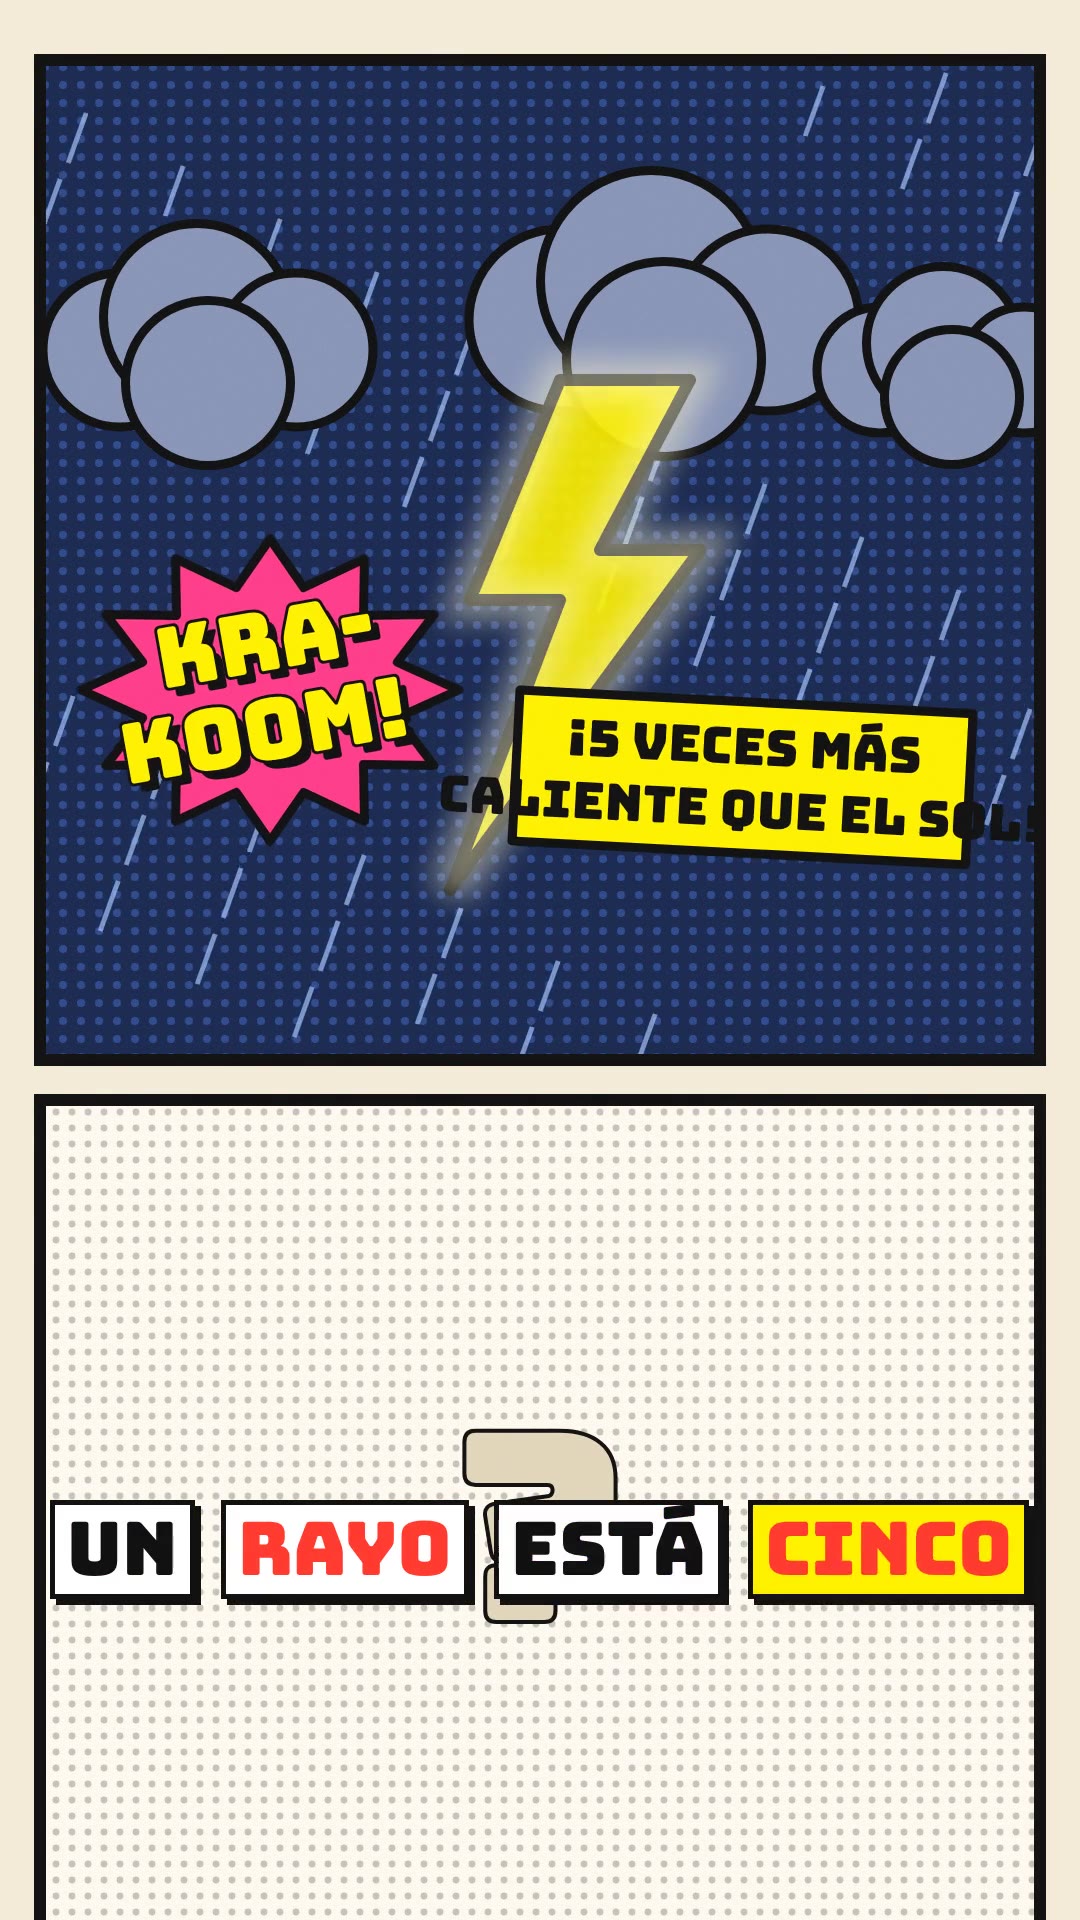 KRA-
KOOM!
¡5 VECES MÁS
CALIENTE QUE EL SOL!
?
UN RAYO ESTÁ CINCO